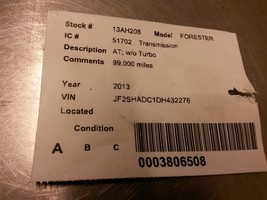 Stock # 13AH208 Model FORESTER
IC # 51702 Transmission
Description AT; w/o Turbo
Comments 99,000 miles
Year 2013
VIN JF2SHADC1DH432276
Located
Condition
A B C
0003806508